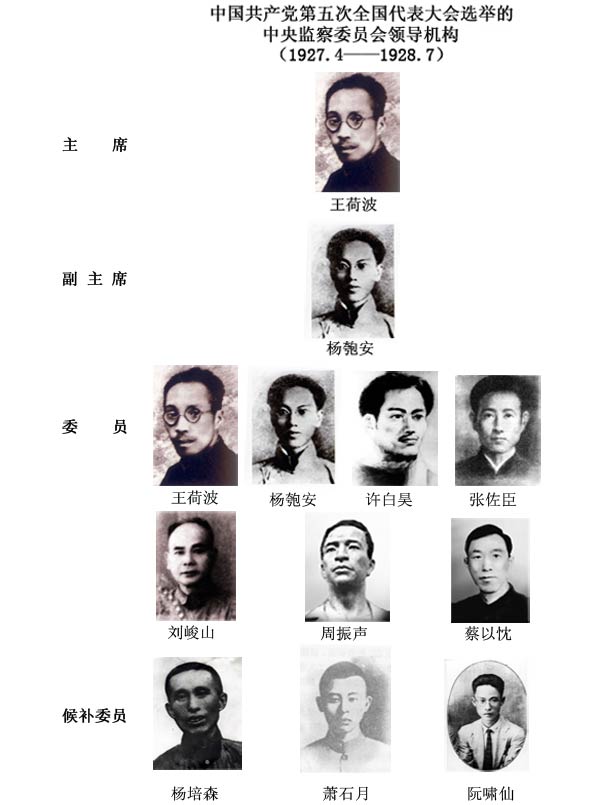 中国共产党第五次全国代表大会选举的
中央监察委员会领导机构
（1927.4——1928.7）
主 席
王荷波
副 主 席
杨匏安
委 员
王荷波 杨匏安 许白昊 张佐臣
刘峻山 周振声 蔡以忱
候补委员
杨培森 萧石月 阮啸仙